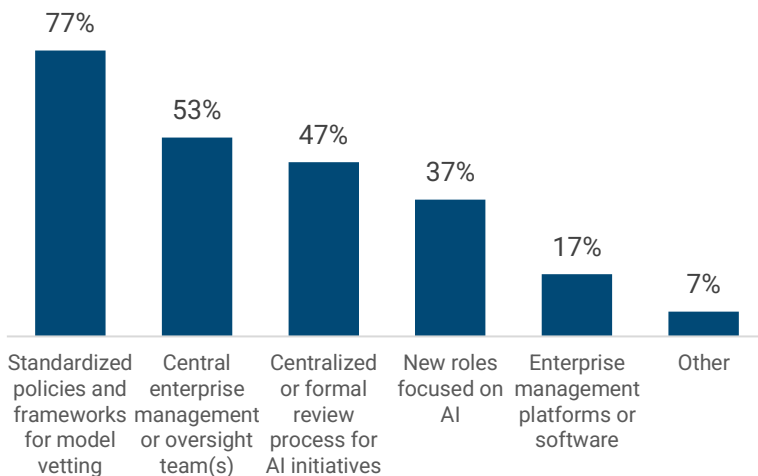 77%
53%
47%
37%
17%
7%
Standardized
policies and
frameworks
for model
vetting
Central
enterprise
management
or oversight
team(s)
Centralized
or formal
review
process for
AI initiatives
New roles
focused on
AI
Enterprise
management
platforms or
software
Other